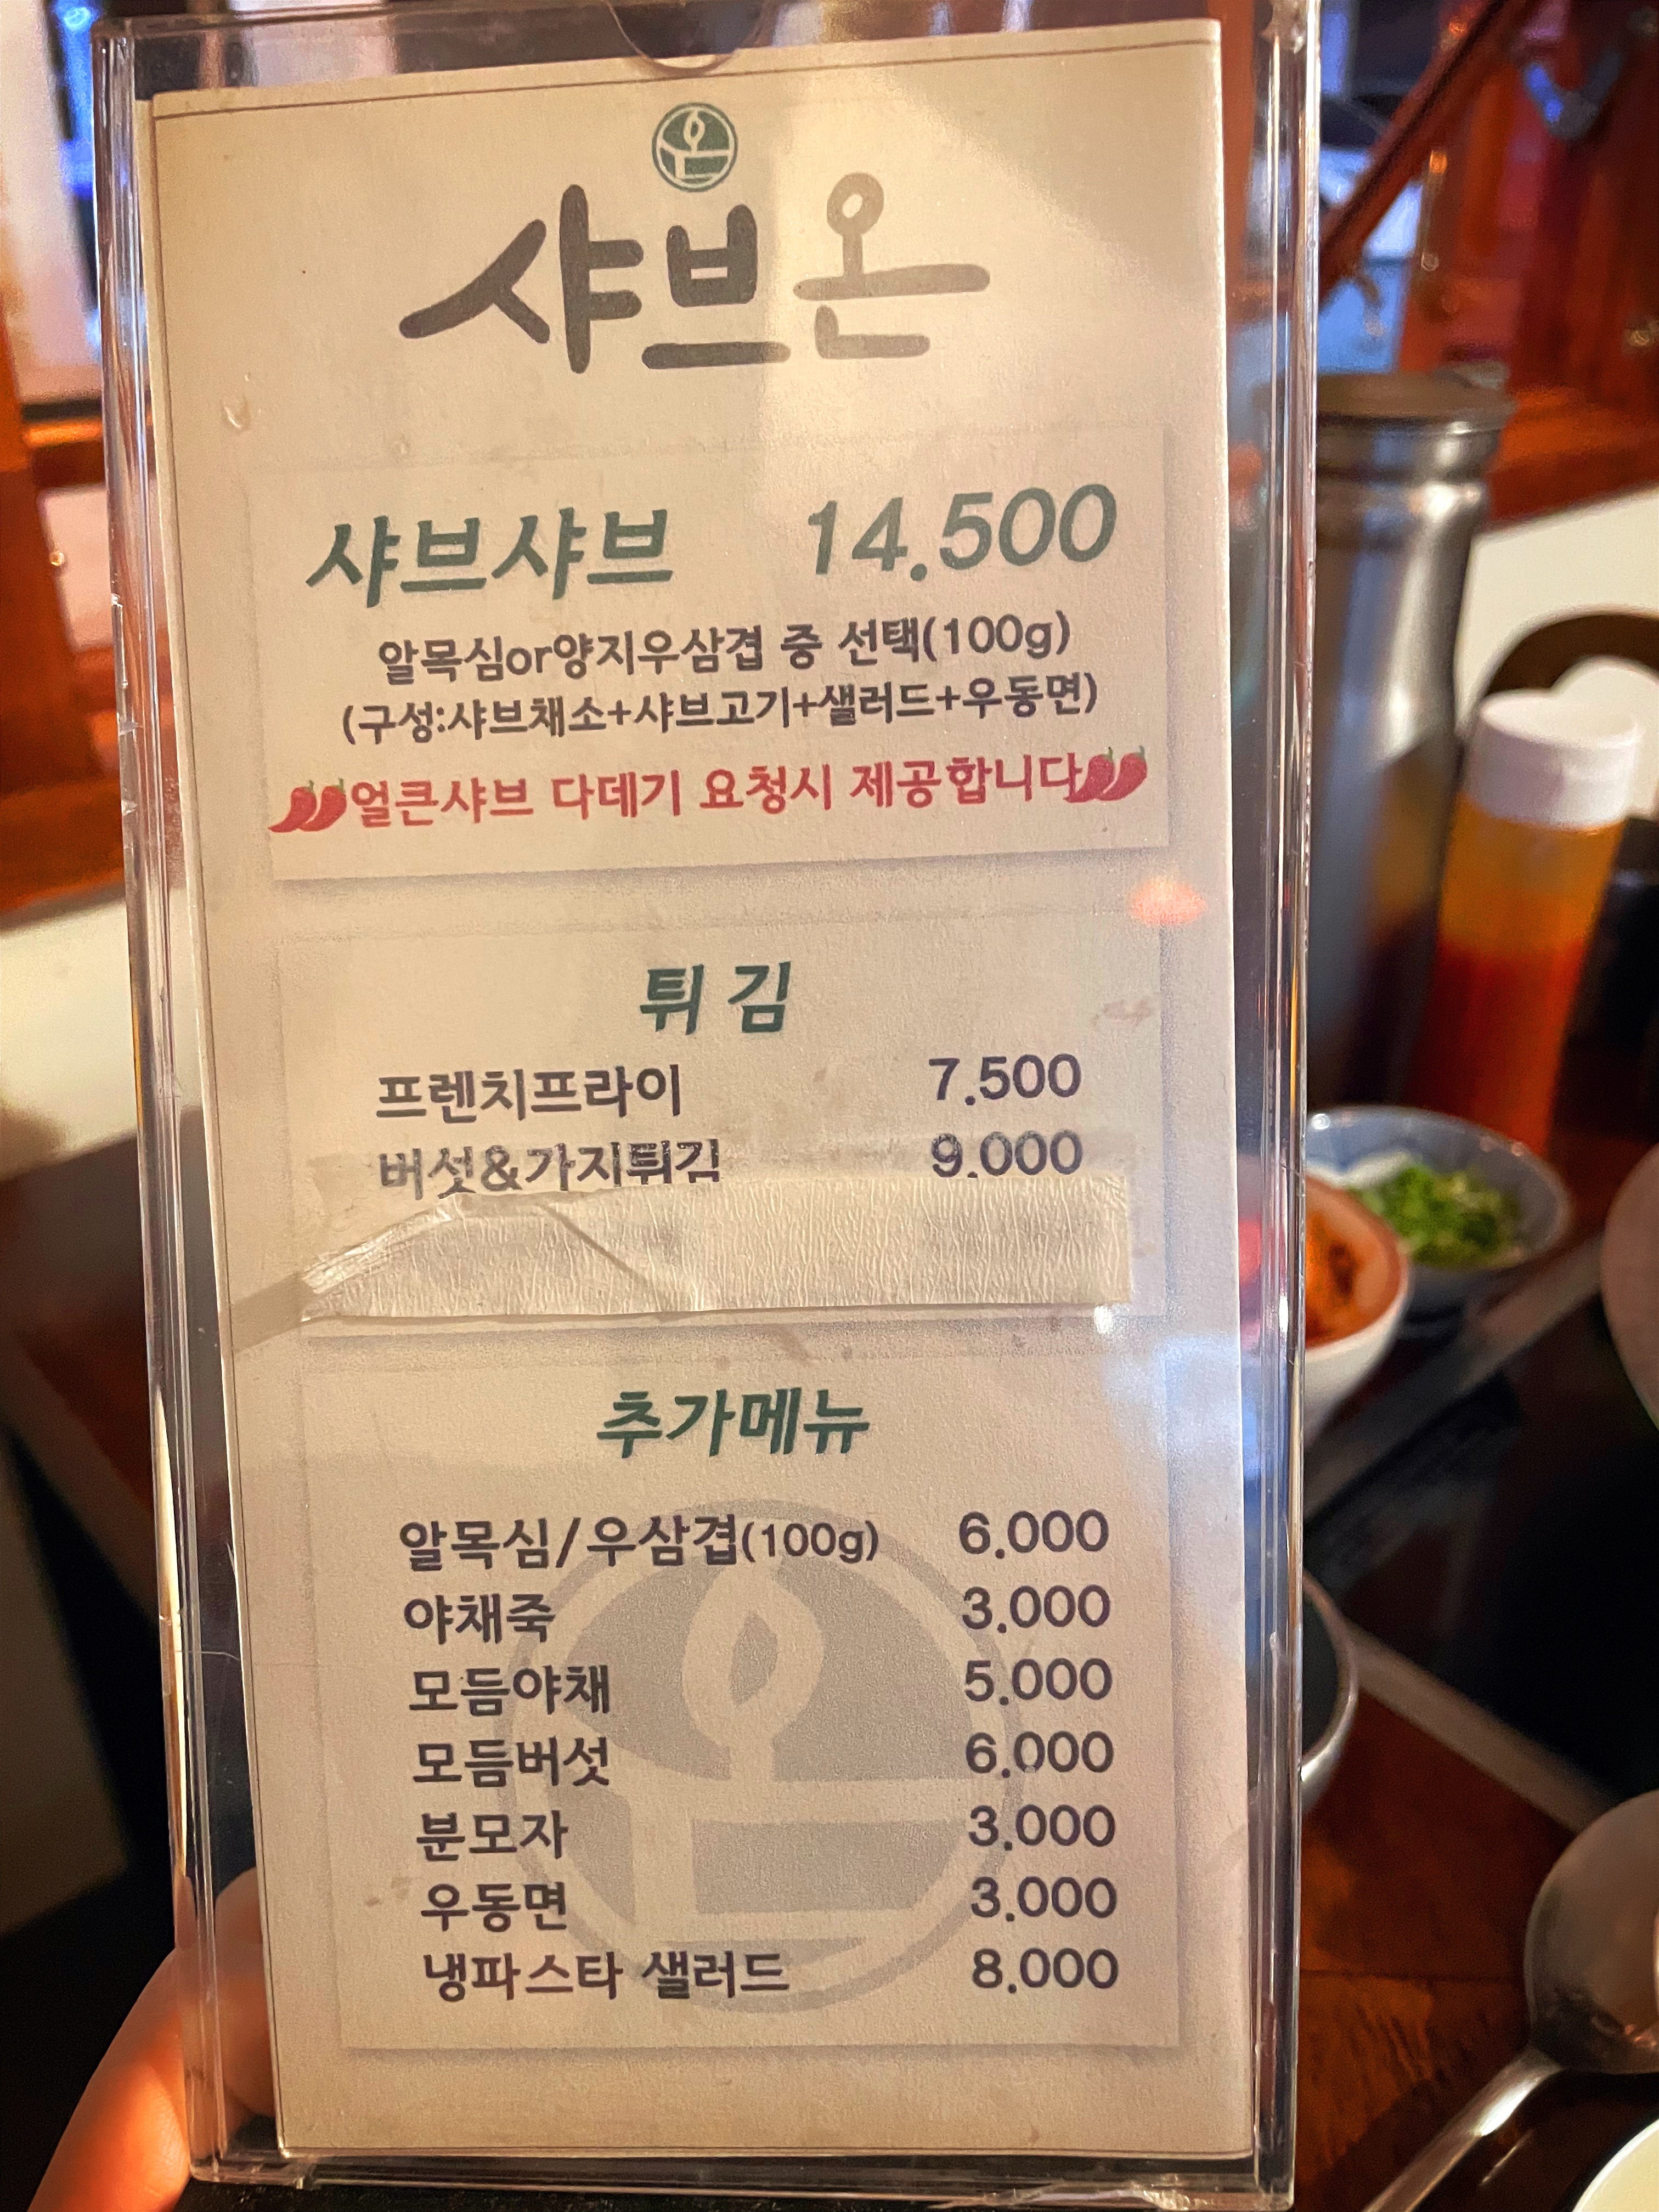 온
샤브온
샤브샤브 14.500
알목심or양지우삼겹 중 선택(100g)
(구성:샤브채소+샤브고기+샐러드+우동면)
얼큰샤브 다데기 요청시 제공합니다
튀김
프렌치프라이 7.500
버섯&가지튀김 9.000
추가메뉴
알목심/우삼겹(100g) 6.000
야채죽 3.000
모듬야채 5.000
모듬버섯 6.000
분모자 3.000
우동면 3.000
냉파스타 샐러드 8.000